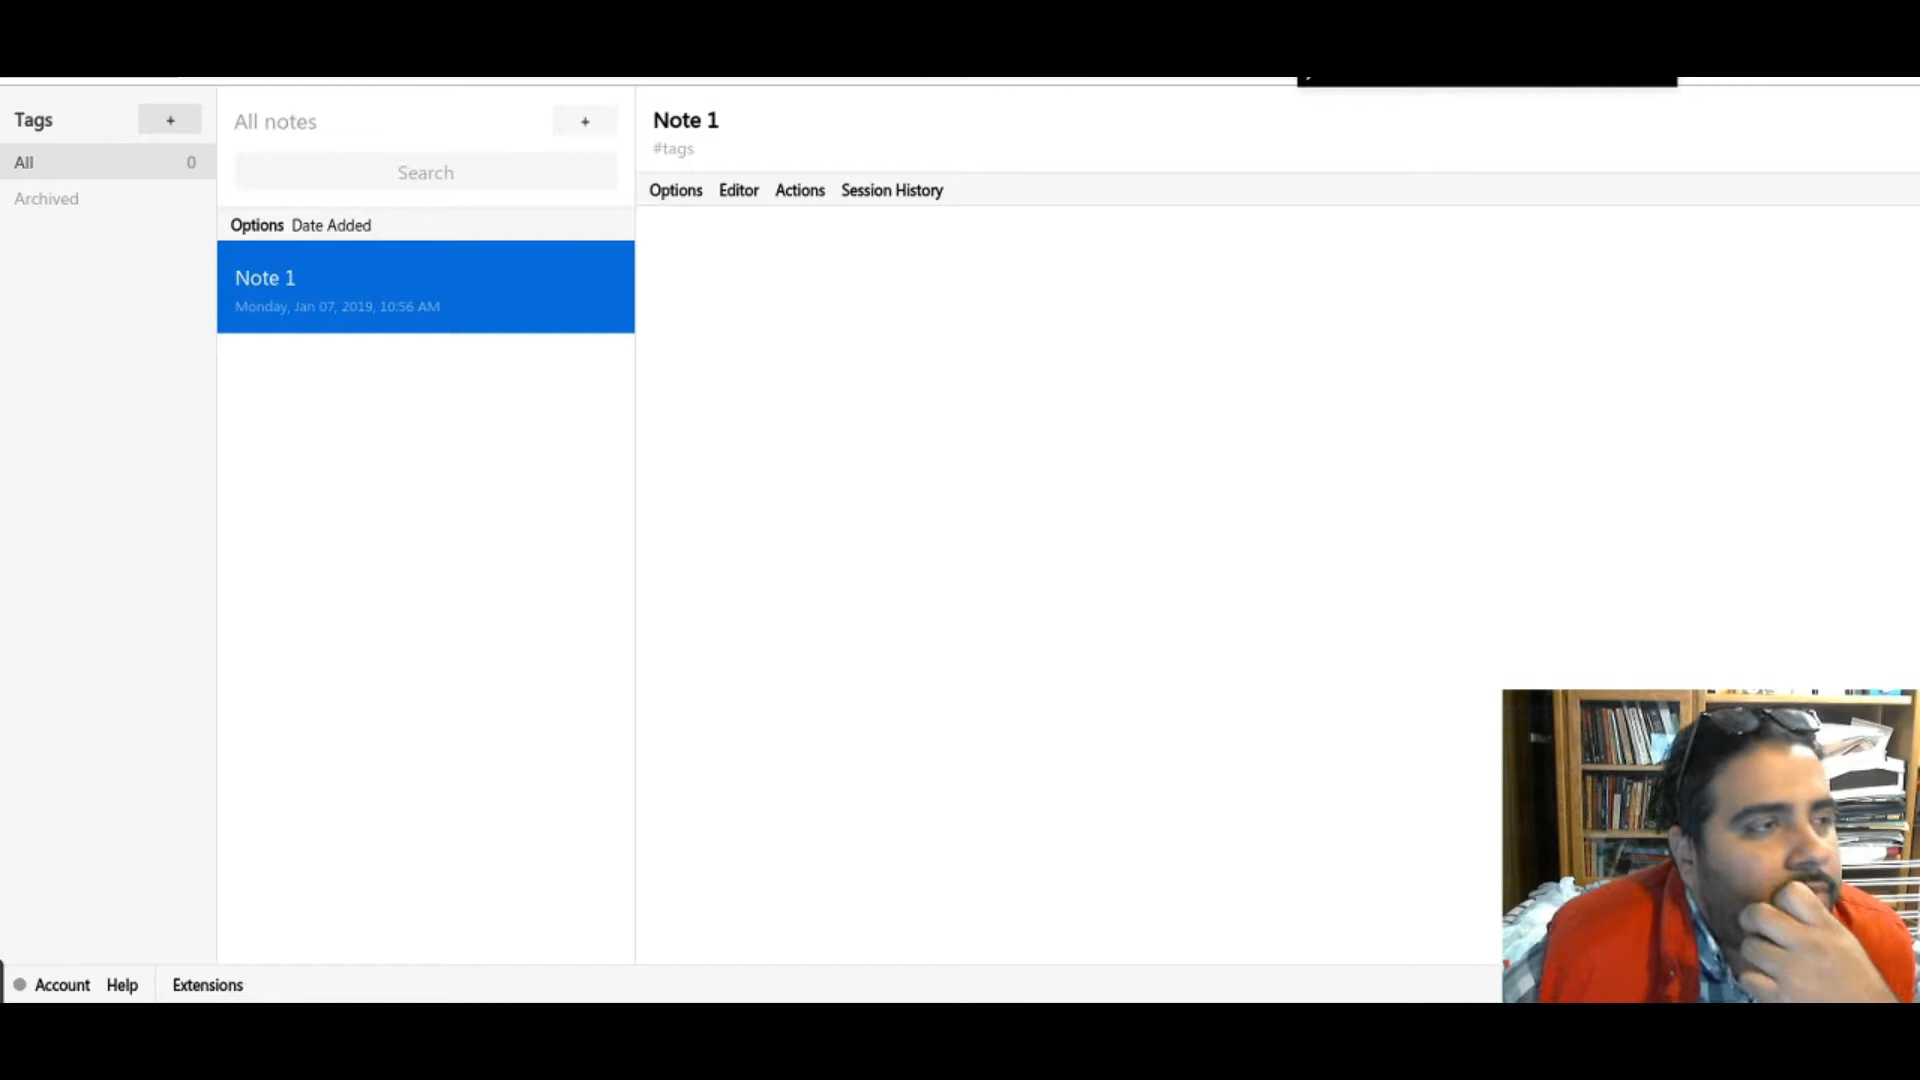 Tags +
All 0
Archived
All notes +
Search
Options Date Added
Note 1
Monday, Jan 07, 2019, 10:56 AM
Note 1
#tags
Options Editor Actions Session History
Account Help Extensions